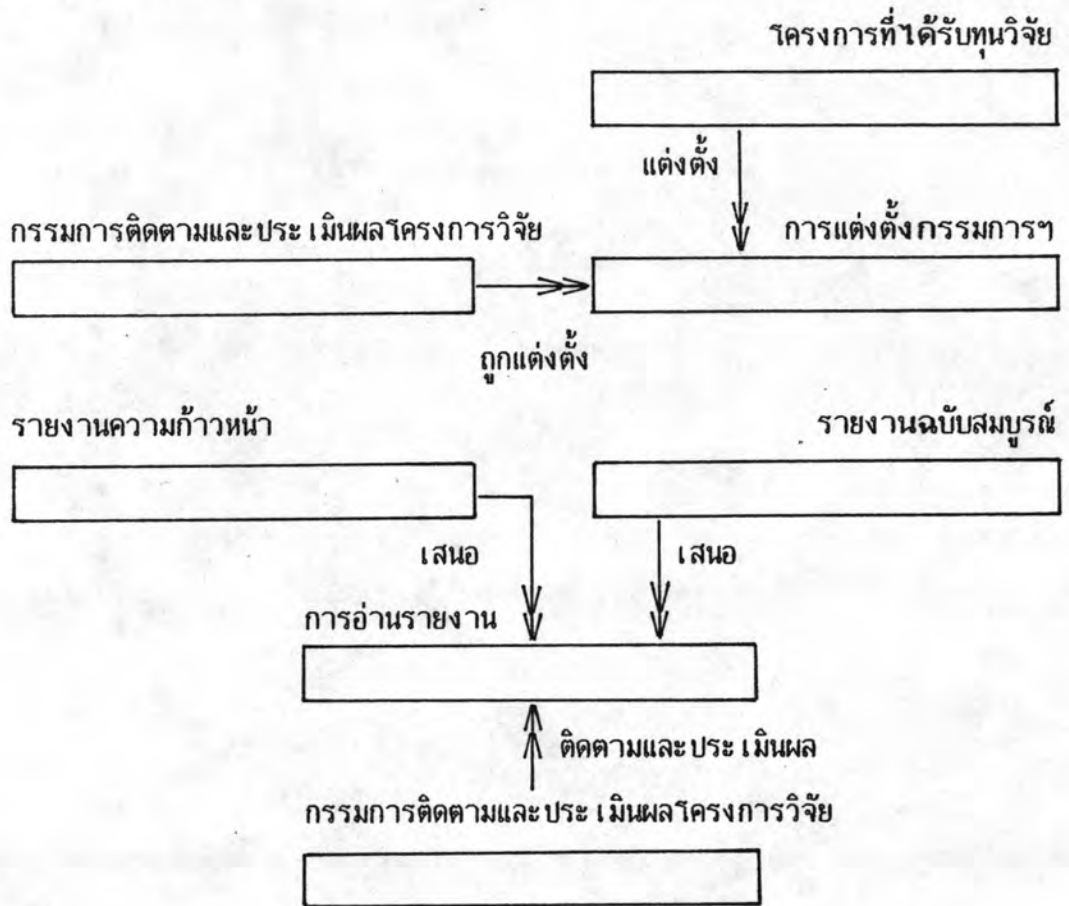 โครงการที่ได้รับทุนวิจัย
แต่งตั้ง
กรรมการติดตามและประเมินผลโครงการวิจัย
การแต่งตั้งกรรมการฯ
ถูกแต่งตั้ง
รายงานความก้าวหน้า
รายงานฉบับสมบูรณ์
เสนอ
เสนอ
การอ่านรายงาน
ติดตามและประเมินผล
กรรมการติดตามและประเมินผลโครงการวิจัย